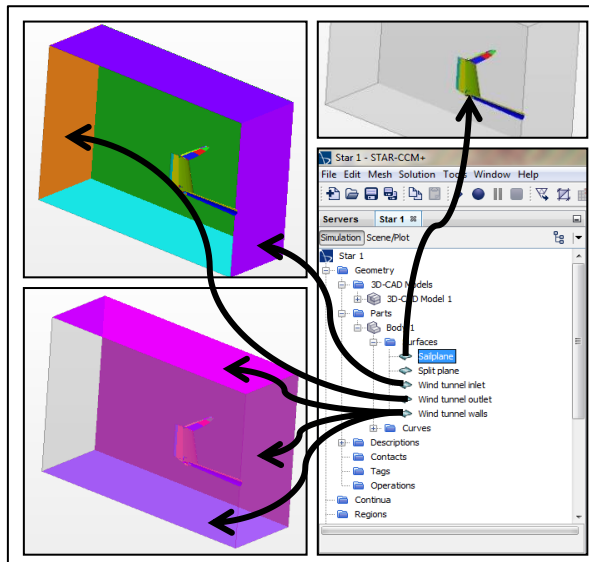 Star 1 - STAR-CCM+
File Edit Mesh Solution Tools Window Help
Servers Star 1
Simulation Scene/Plot
Star 1
Geometry
3D-CAD Models
3D-CAD Model 1
Parts
Body 1
Surfaces
Sailplane
Split plane
Wind tunnel inlet
Wind tunnel outlet
Wind tunnel walls
Curves
Descriptions
Contacts
Tags
Operations
Continua
Regions